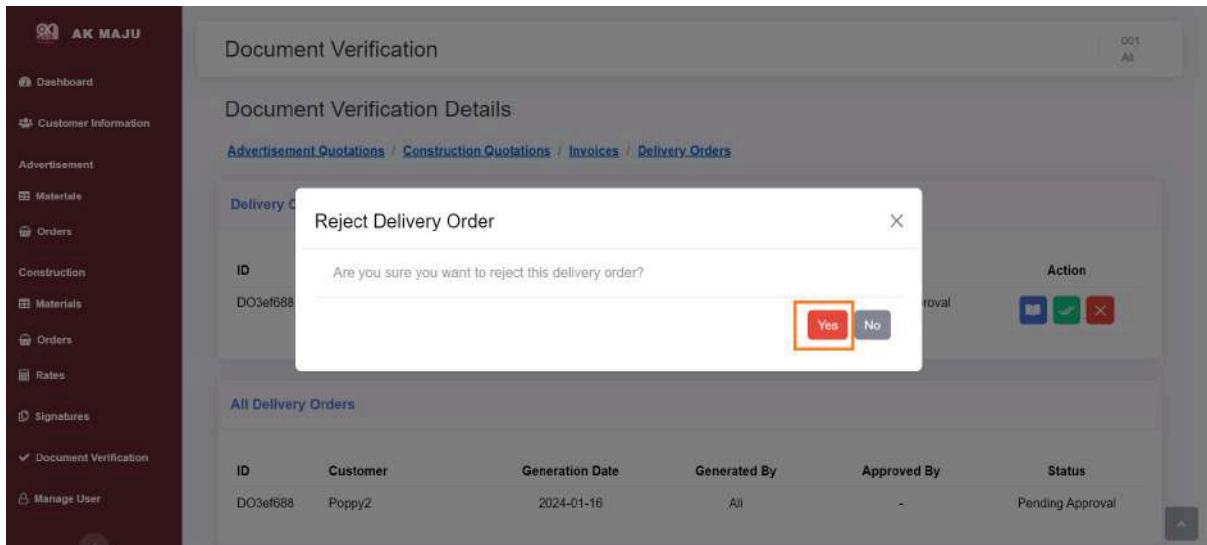 AK MAJU
Dashboard
Customer Information
Advertisement
Materials
Orders
Construction
Materials
Orders
Rates
Signatures
Document Verification
Manage User
Document Verification
001
Ali
Document Verification Details
Advertisement Quotations / Construction Quotations / Invoices / Delivery Orders
Delivery O
ID Action
DO3ef688 roval
Reject Delivery Order
Are you sure you want to reject this delivery order?
Yes No
All Delivery Orders
ID Customer Generation Date Generated By Approved By Status
DO3ef688 Poppy2 2024-01-16 Ali - Pending Approval